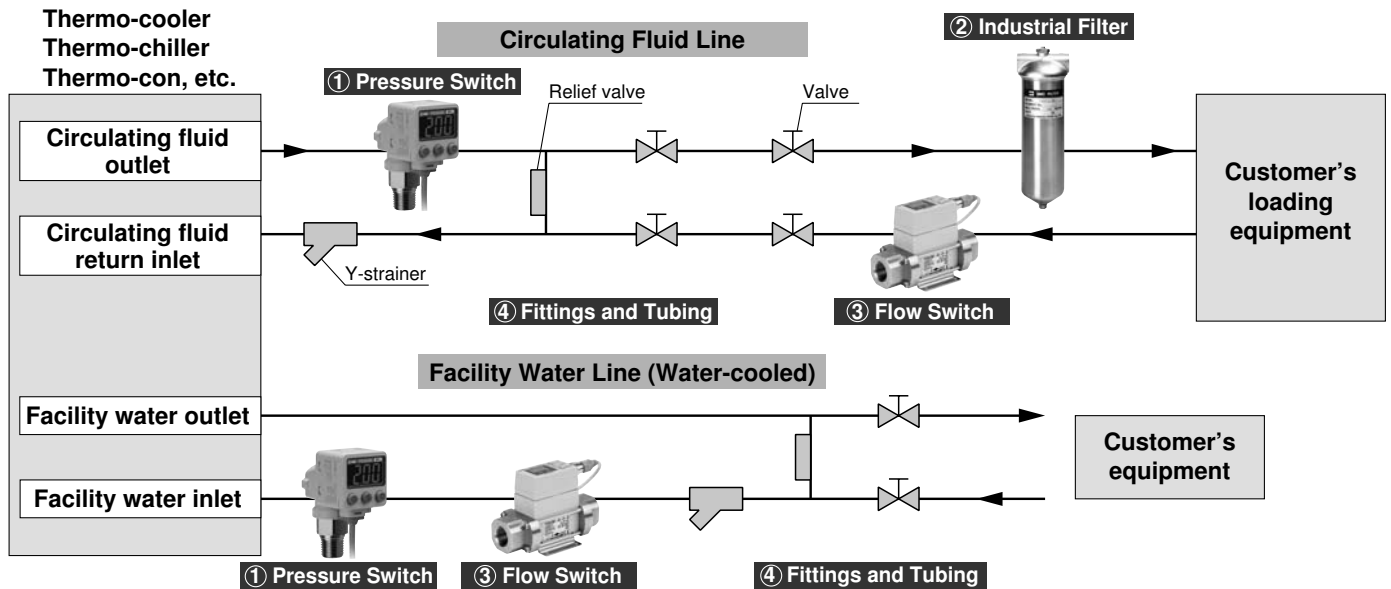 Thermo-cooler
Thermo-chiller
Thermo-con, etc.
Circulating Fluid Line
② Industrial Filter
① Pressure Switch
Relief valve
Valve
200
Circulating fluid
outlet
Customer's
loading
equipment
Circulating fluid
return inlet
Y-strainer
④ Fittings and Tubing
③ Flow Switch
Facility Water Line (Water-cooled)
Facility water outlet
Customer's
equipment
200
Facility water inlet
① Pressure Switch
③ Flow Switch
④ Fittings and Tubing